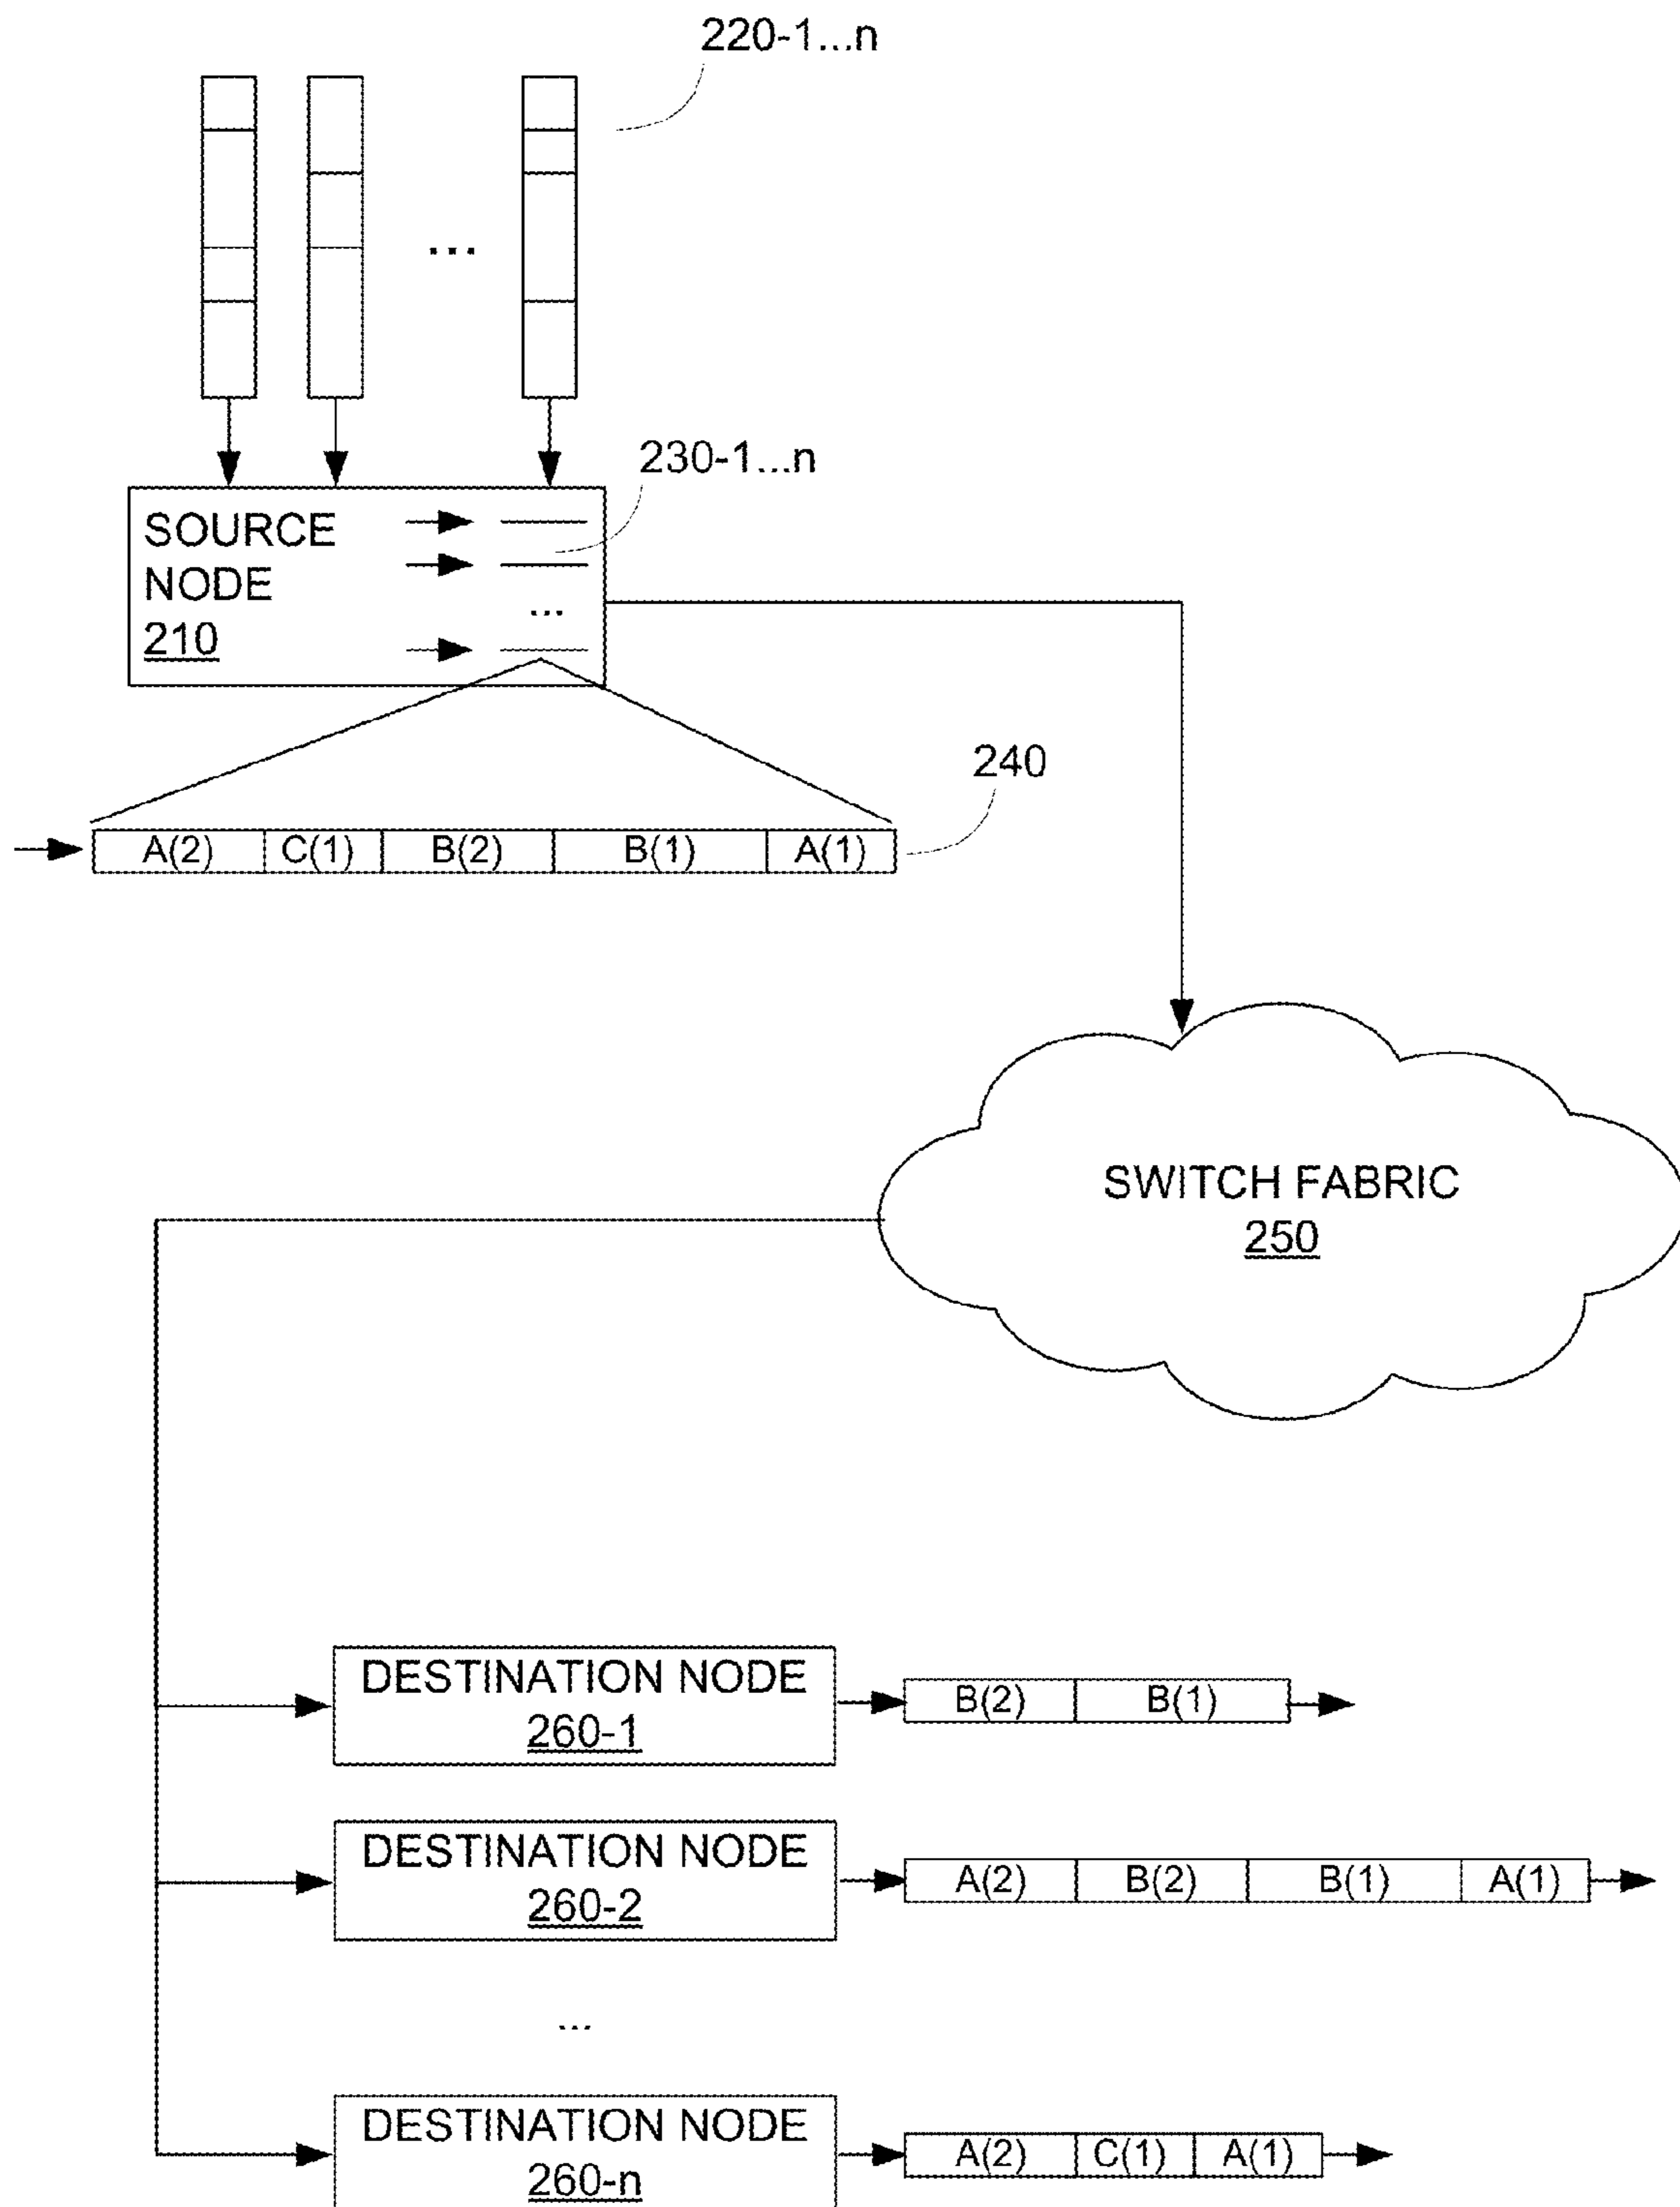 220-1...n
...
230-1...n
SOURCE
NODE
210
...
240
A(2) C(1) B(2) B(1) A(1)
SWITCH FABRIC
250
DESTINATION NODE
260-1
B(2) B(1)
DESTINATION NODE
260-2
A(2) B(2) B(1) A(1)
...
DESTINATION NODE
260-n
A(2) C(1) A(1)